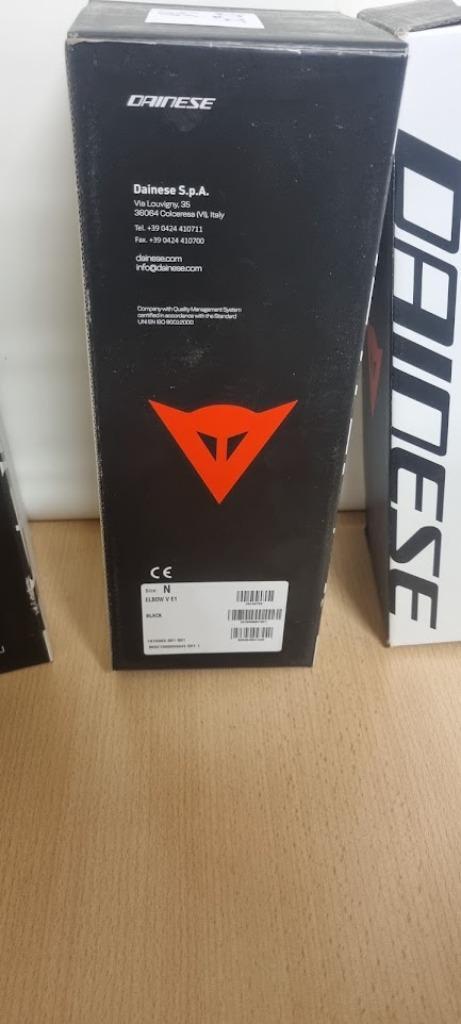 DAINESE
Dainese S.p.A.
Via Louvigny, 35
36064 Colceresa (VI), Italy
Tel. +39 0424 410711
Fax. +39 0424 410700
dainese.com
info@dainese.com
Company with Quality Management System
certified in accordance with the Standard
UNI EN ISO 9001:2000
CE
Size: N
ELBOW V E1
BLACK
DAINESE